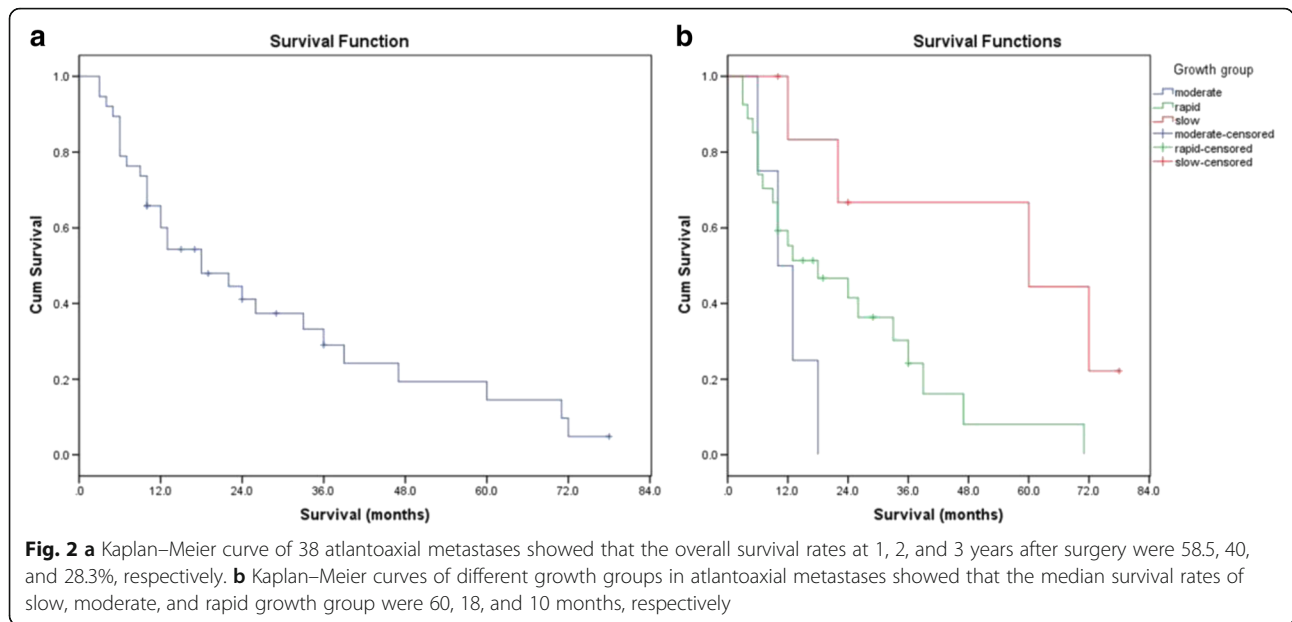 a
Survival Function
1.0
0.8
0.6
0.4
0.2
0.0
Cum Survival
.0 12.0 24.0 36.0 48.0 60.0 72.0 84.0
Survival (months)
b
Survival Functions
1.0
0.8
0.6
0.4
0.2
0.0
Cum Survival
.0 12.0 24.0 36.0 48.0 60.0 72.0 84.0
Survival (months)
Growth group
moderate
rapid
slow
moderate-censored
rapid-censored
slow-censored
Fig. 2 a Kaplan–Meier curve of 38 atlantoaxial metastases showed that the overall survival rates at 1, 2, and 3 years after surgery were 58.5, 40,
and 28.3%, respectively. b Kaplan–Meier curves of different growth groups in atlantoaxial metastases showed that the median survival rates of
slow, moderate, and rapid growth group were 60, 18, and 10 months, respectively